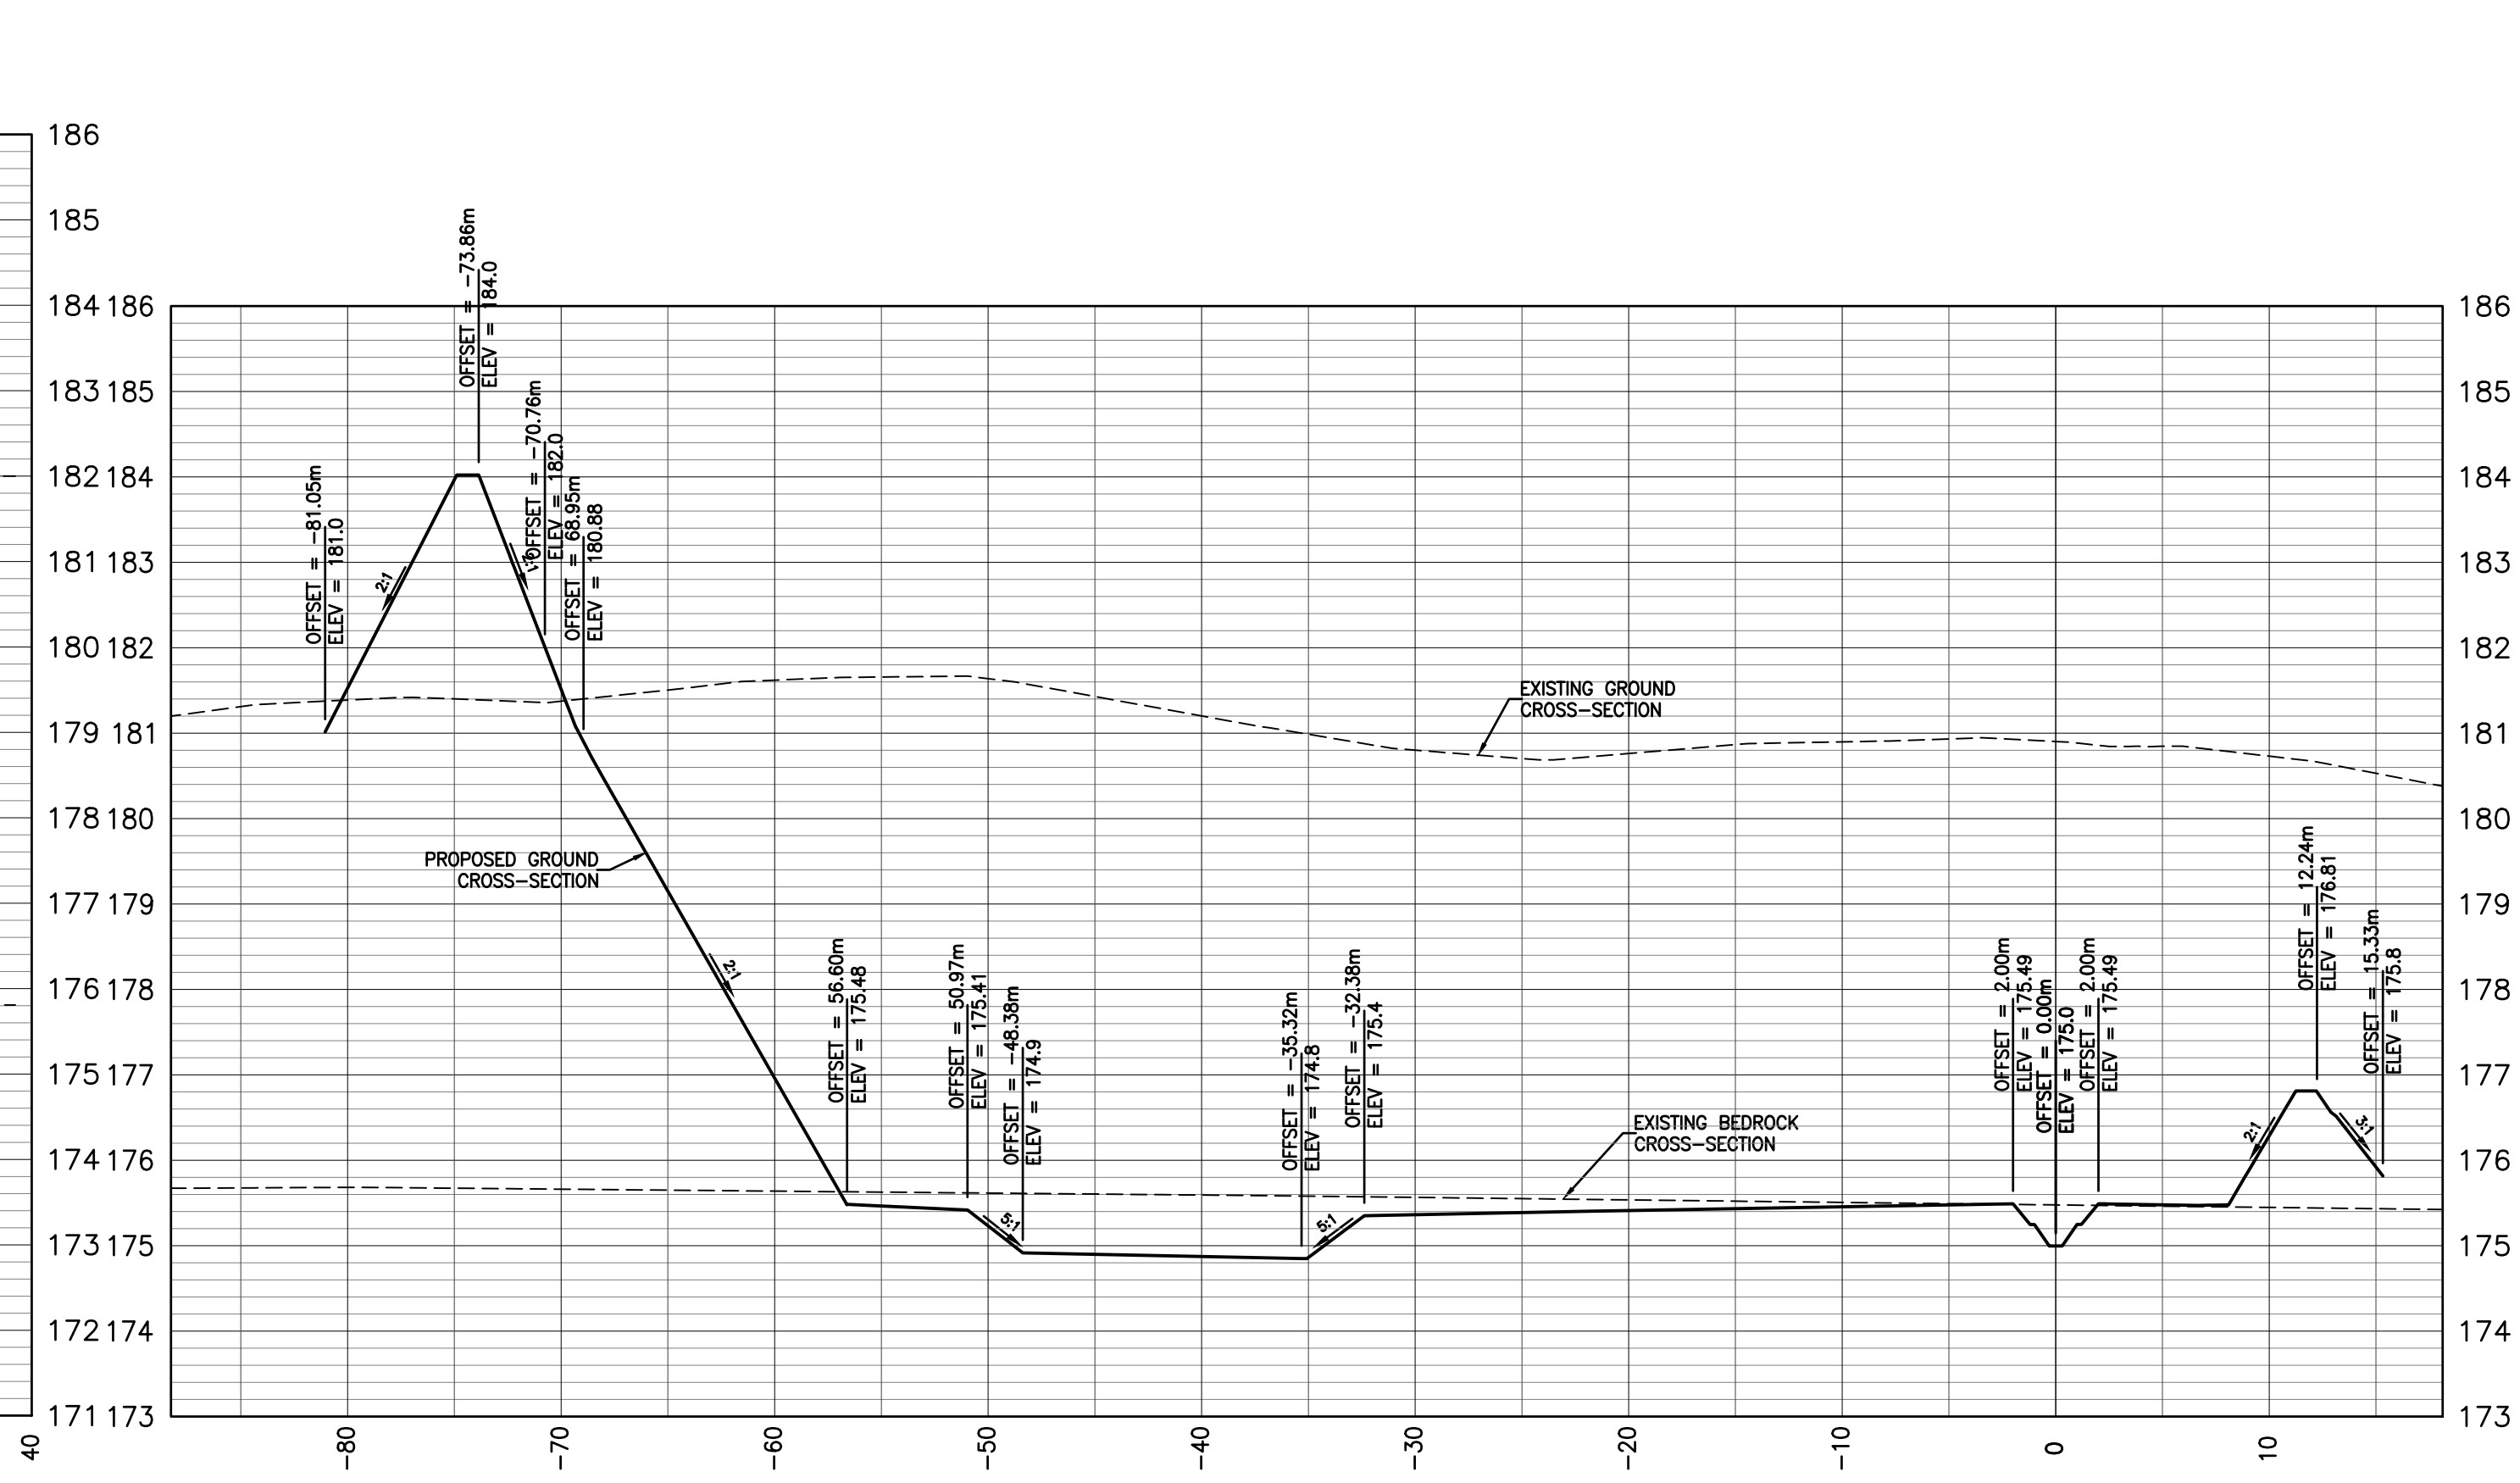 186
185
184
183
182
181
180
179
178
177
176
175
174
173
172
171
40
186
185
184
183
182
181
180
179
178
177
176
175
174
173
OFFSET = -81.05m
ELEV = 181.0
2:1
OFFSET = -73.86m
ELEV = 184.0
OFFSET = -70.76m
ELEV = 182.0
OFFSET = 68.95m
ELEV = 180.88
PROPOSED GROUND
CROSS-SECTION
2:1
OFFSET = 56.60m
ELEV = 175.48
OFFSET = 50.97m
ELEV = 175.41
5:1
OFFSET = -48.38m
ELEV = 174.9
OFFSET = -35.32m
ELEV = 174.8
5:1
OFFSET = -32.38m
ELEV = 175.4
EXISTING GROUND
CROSS-SECTION
EXISTING BEDROCK
CROSS-SECTION
OFFSET = 2.00m
ELEV = 175.49
OFFSET = 0.00m
ELEV = 175.0
OFFSET = 2.00m
ELEV = 175.49
2:1
OFFSET = 12.24m
ELEV = 176.81
3:1
OFFSET = 15.33m
ELEV = 175.8
186
185
184
183
182
181
180
179
178
177
176
175
174
173
-80
-70
-60
-50
-40
-30
-20
-10
0
10